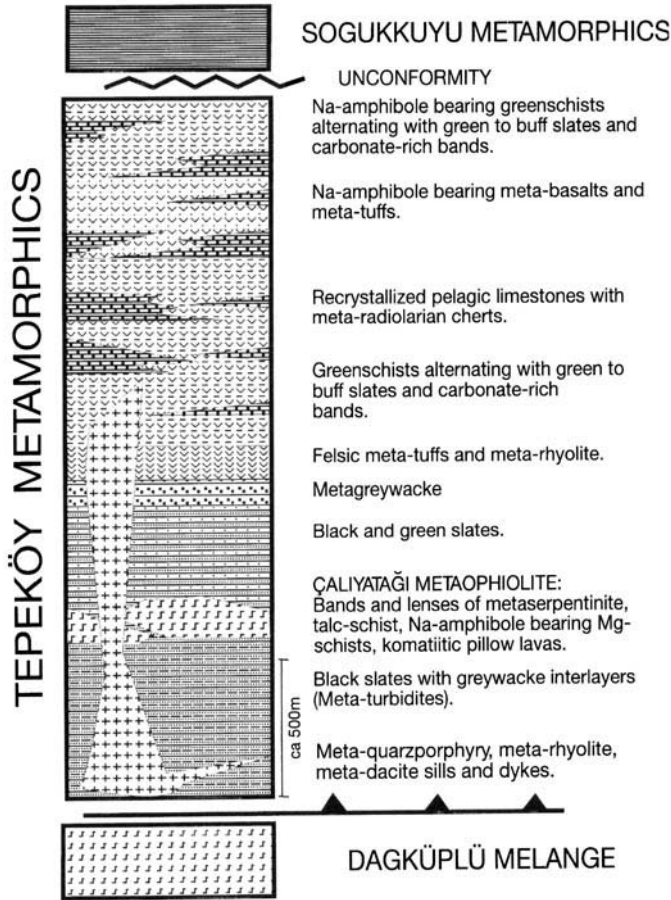 SOGUKKUYU METAMORPHICS
UNCONFORMITY
TEPEKÖY METAMORPHICS
Na-amphibole bearing greenschists
alternating with green to buff slates and
carbonate-rich bands.
Na-amphibole bearing meta-basalts and
meta-tuffs.
Recrystallized pelagic limestones with
meta-radiolarian cherts.
Greenschists alternating with green to
buff slates and carbonate-rich
bands.
Felsic meta-tuffs and meta-rhyolite.
Metagreywacke
Black and green slates.
ÇALIYATAĞI METAOPHIOLITE:
Bands and lenses of metaserpentinite,
talc-schist, Na-amphibole bearing Mg-
schists, komatiitic pillow lavas.
Black slates with greywacke interlayers
(Meta-turbidites).
ca 500m
Meta-quarzporphyry, meta-rhyolite,
meta-dacite sills and dykes.
DAGKÜPLÜ MELANGE